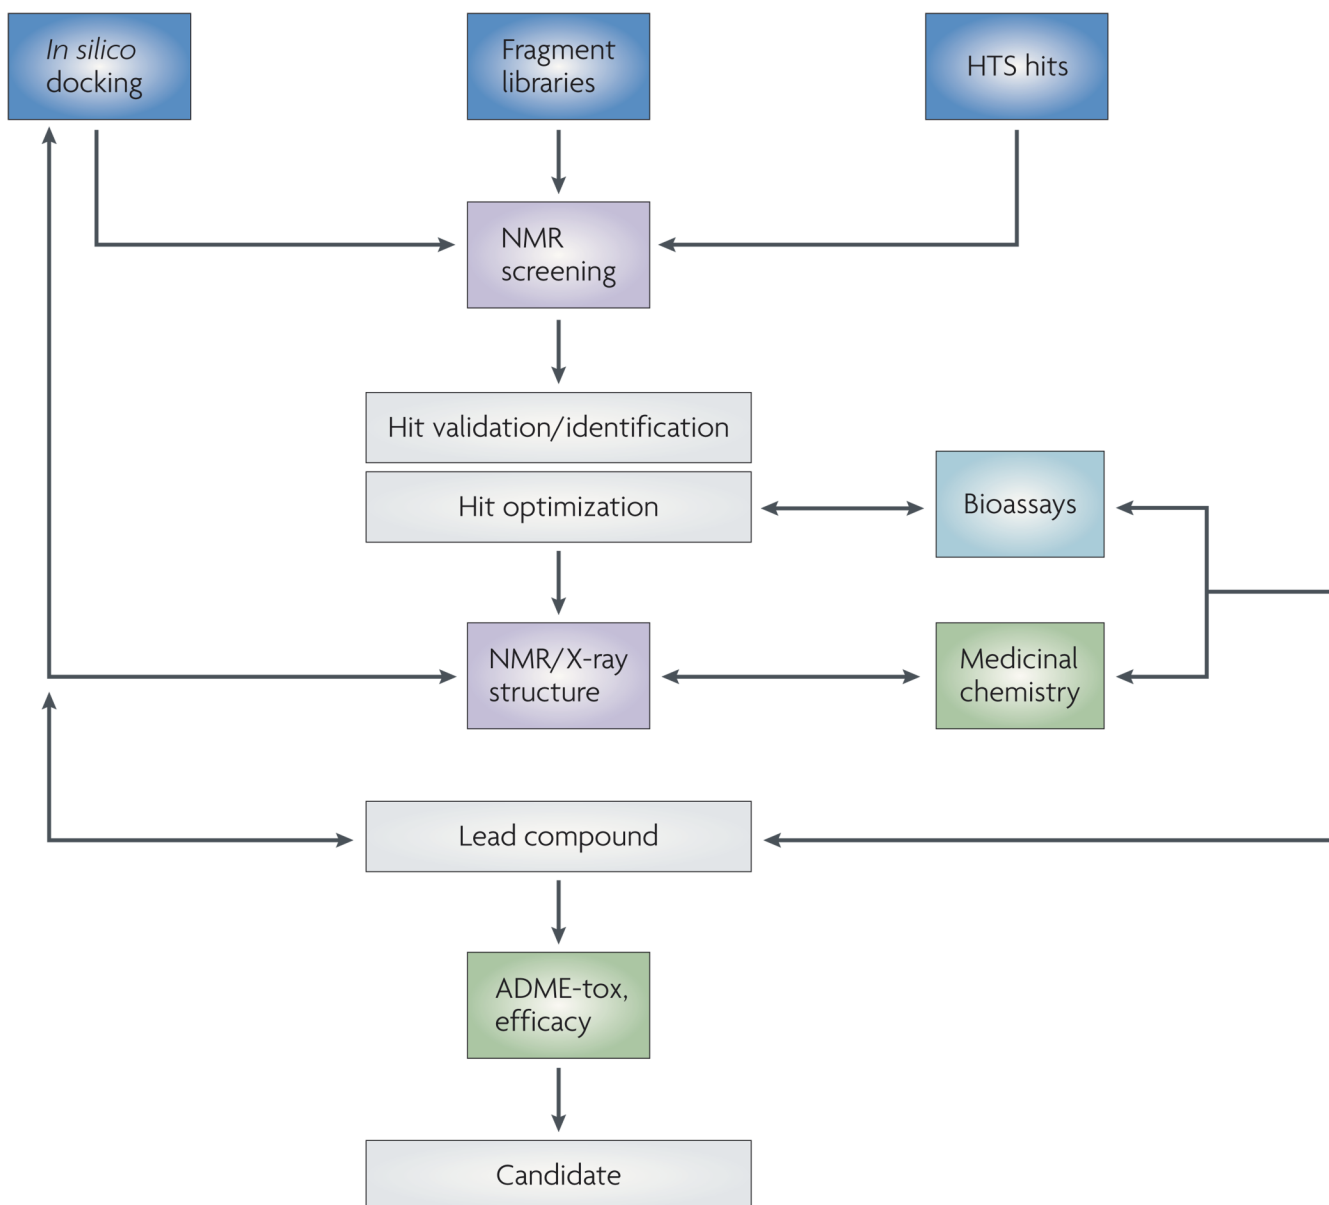 In silico
docking
Fragment
libraries
HTS hits
NMR
screening
Hit validation/identification
Hit optimization
Bioassays
NMR/X-ray
structure
Medicinal
chemistry
Lead compound
ADME-tox,
efficacy
Candidate